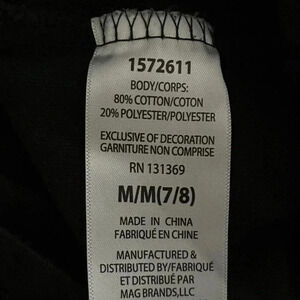 1572611
BODY/CORPS:
80% COTTON/COTON
20% POLYESTER/POLYESTER
EXCLUSIVE OF DECORATION
GARNITURE NON COMPRISE
RN 131369
M/M(7/8)
MADE IN CHINA
FABRIQUÉ EN CHINE
MANUFACTURED &
DISTRIBUTED BY/FABRIQUÉ
ET DISTRIBUÉ PAR
MAG BRANDS,LLC